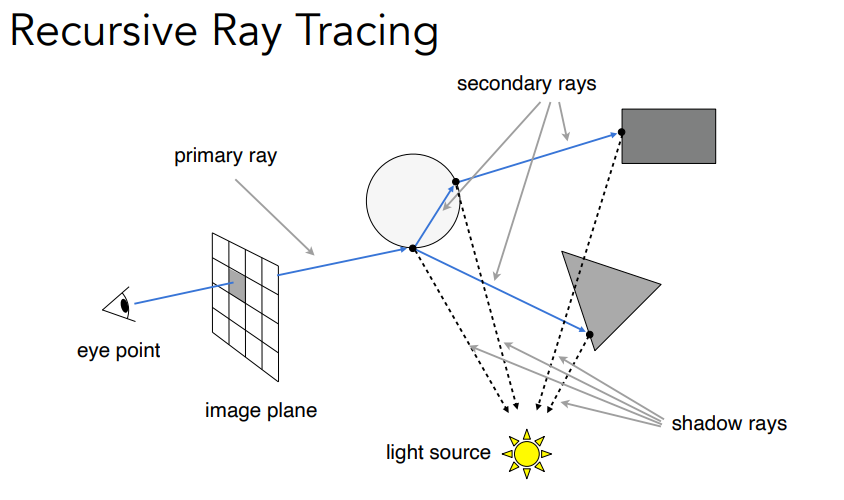 Recursive Ray Tracing
secondary rays
primary ray
eye point
image plane
shadow rays
light source